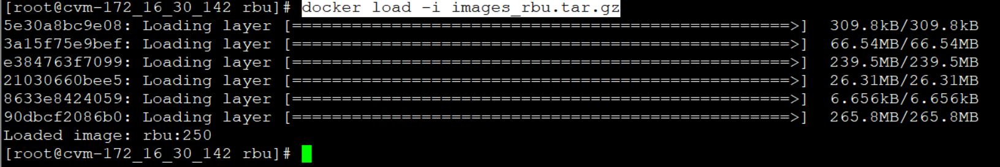 [root@cvm-172_16_30_142 rbu]# docker load -i images_rbu.tar.gz
5e30a8bc9e08: Loading layer [==================================================>]  309.8kB/309.8kB
3a15f75e9bef: Loading layer [==================================================>]  66.54MB/66.54MB
e384763f7099: Loading layer [==================================================>]  239.5MB/239.5MB
21030660bee5: Loading layer [==================================================>]  26.31MB/26.31MB
8633e8424059: Loading layer [==================================================>]  6.656kB/6.656kB
90dbcf2086b0: Loading layer [==================================================>]  265.8MB/265.8MB
Loaded image: rbu:250
[root@cvm-172_16_30_142 rbu]#